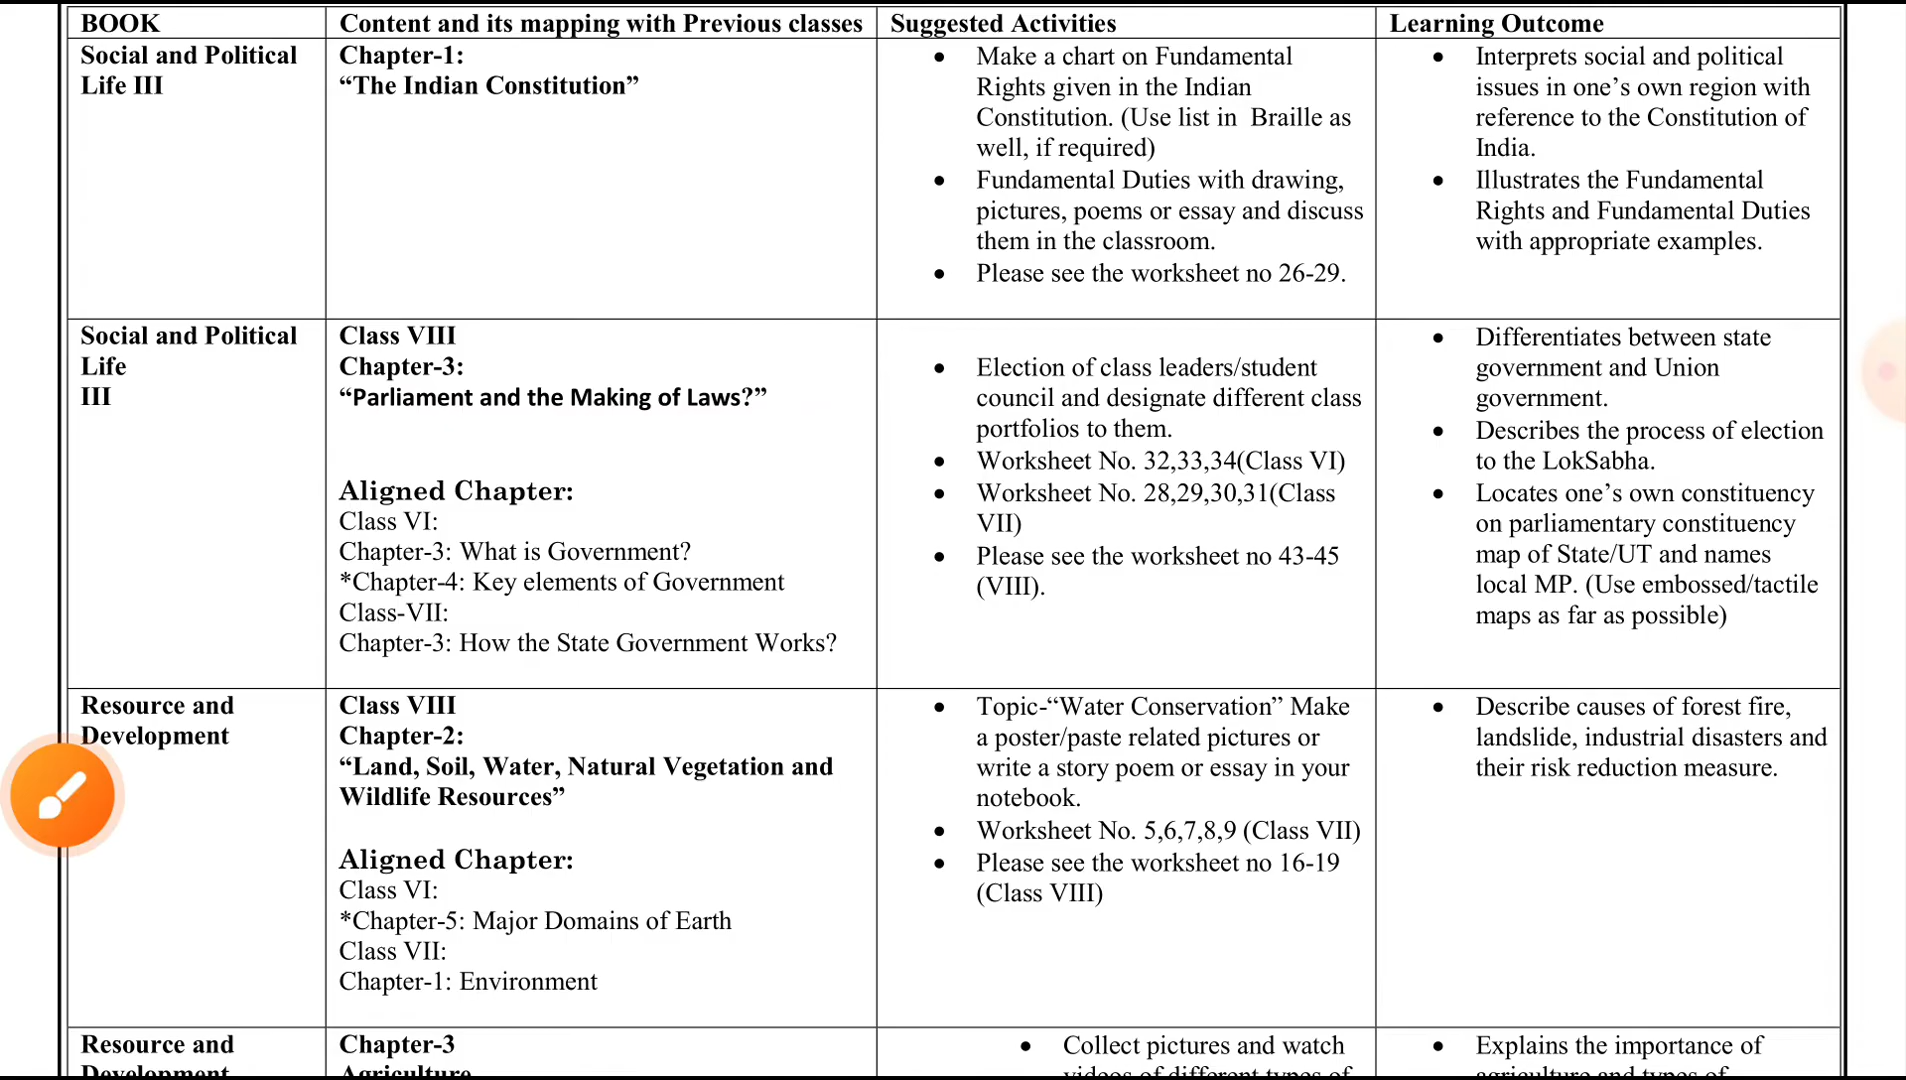 BOOK
Content and its mapping with Previous classes
Suggested Activities
Learning Outcome
Social and Political
Life III
Chapter-1:
“The Indian Constitution”
• Make a chart on Fundamental
Rights given in the Indian
Constitution. (Use list in  Braille as
well, if required)
• Fundamental Duties with drawing,
pictures, poems or essay and discuss
them in the classroom.
• Please see the worksheet no 26-29.
• Interprets social and political
issues in one’s own region with
reference to the Constitution of
India.
• Illustrates the Fundamental
Rights and Fundamental Duties
with appropriate examples.
Social and Political
Life
III
Class VIII
Chapter-3:
“Parliament and the Making of Laws?”
Aligned Chapter:
Class VI:
Chapter-3: What is Government?
*Chapter-4: Key elements of Government
Class-VII:
Chapter-3: How the State Government Works?
• Election of class leaders/student
council and designate different class
portfolios to them.
• Worksheet No. 32,33,34(Class VI)
• Worksheet No. 28,29,30,31(Class
VII)
• Please see the worksheet no 43-45
(VIII).
• Differentiates between state
government and Union
government.
• Describes the process of election
to the LokSabha.
• Locates one’s own constituency
on parliamentary constituency
map of State/UT and names
local MP. (Use embossed/tactile
maps as far as possible)
Resource and
Development
Class VIII
Chapter-2:
“Land, Soil, Water, Natural Vegetation and
Wildlife Resources”
Aligned Chapter:
Class VI:
*Chapter-5: Major Domains of Earth
Class VII:
Chapter-1: Environment
• Topic-“Water Conservation” Make
a poster/paste related pictures or
write a story poem or essay in your
notebook.
• Worksheet No. 5,6,7,8,9 (Class VII)
• Please see the worksheet no 16-19
(Class VIII)
• Describe causes of forest fire,
landslide, industrial disasters and
their risk reduction measure.
Resource and
Development
Chapter-3
Agriculture
• Collect pictures and watch
videos of different types of
• Explains the importance of
agriculture and types of